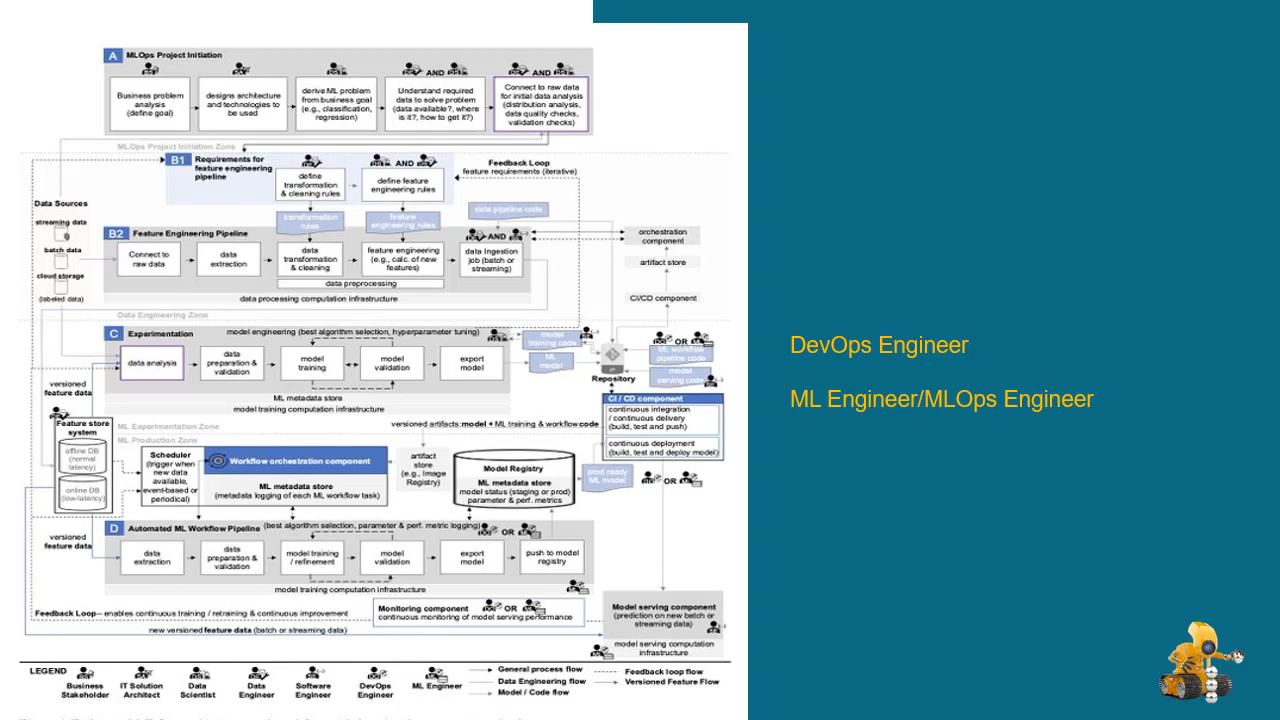 A MLOps Project Initiation
AND
AND
Business problem
analysis
(define goal)
designs architecture
and technologies to
be used
derive ML problem
from business goal
(e.g., classification,
regression)
Understand required
data to solve problem
(data available?, where
is it?, how to get it?)
Connect to raw data
for initial data analysis
(distribution analysis,
data quality checks,
validation checks)
MLOps Project Initiation Zone
B1 Requirements for
feature engineering
pipeline
AND
define
transformation
& cleaning rules
define feature
engineering rules
Feedback Loop
feature requirements (iterative)
Data Sources
streaming data
batch data
cloud storage
(labeled data)
transformation
rules
feature
engineering rules
data pipeline code
B2 Feature Engineering Pipeline
AND
Connect to
raw data
data
extraction
data
transformation
& cleaning
feature engineering
(e.g., calc. of new
features)
data Ingestion
job (batch or
streaming)
data preprocessing
data processing computation infrastructure
orchestration
component
artifact store
CI/CD component
Data Engineering Zone
C Experimentation
model engineering (best algorithm selection, hyperparameter tuning)
data analysis
data
preparation &
validation
model
training
model
validation
export
model
ML metadata store
model training computation infrastructure
model
training code
ML
model
Repository
OR
ML workflow
pipeline code
model
serving code
versioned
feature data
Feature store
system
offline DB
(normal
latency)
online DB
(low-latency)
versioned
feature data
ML Experimentation Zone
ML Production Zone
versioned artifacts:model + ML training & workflow code
CI / CD component
continuous integration
/ continuous delivery
(build, test and push)
continuous deployment
(build, test and deploy model)
Scheduler
(trigger when
new data
available,
event-based or
periodical)
Workflow orchestration component
ML metadata store
(metadata logging of each ML workflow task)
artifact
store
(e.g., Image
Registry)
Model Registry
ML metadata store
model status (staging or prod)
parameter & perf. metrics
prod ready
ML model
OR
D Automated ML Workflow Pipeline (best algorithm selection, parameter & perf. metric logging)
OR
data
extraction
data
preparation &
validation
model training
/ refinement
model
validation
export
model
push to model
registry
model training computation infrastructure
Feedback Loop – enables continuous training / retraining & continuous improvement
Monitoring component
OR
continuous monitoring of model serving performance
new versioned feature data (batch or streaming data)
Model serving component
(prediction on new batch or
streaming data)
model serving computation
infrastructure
LEGEND
Business
Stakeholder
IT Solution
Architect
Data
Scientist
Data
Engineer
Software
Engineer
DevOps
Engineer
ML Engineer
General process flow
Data Engineering flow
Model / Code flow
Feedback loop flow
Versioned Feature Flow
DevOps Engineer
ML Engineer/MLOps Engineer